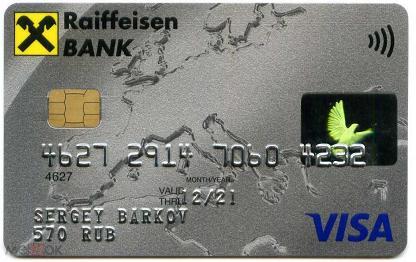 Raiffeisen
BANK
4627 2914 7060 4232
4627
MONTH/YEAR
VALID THRU 12/21
SERGEY BARKOV
570 RUB
VISA